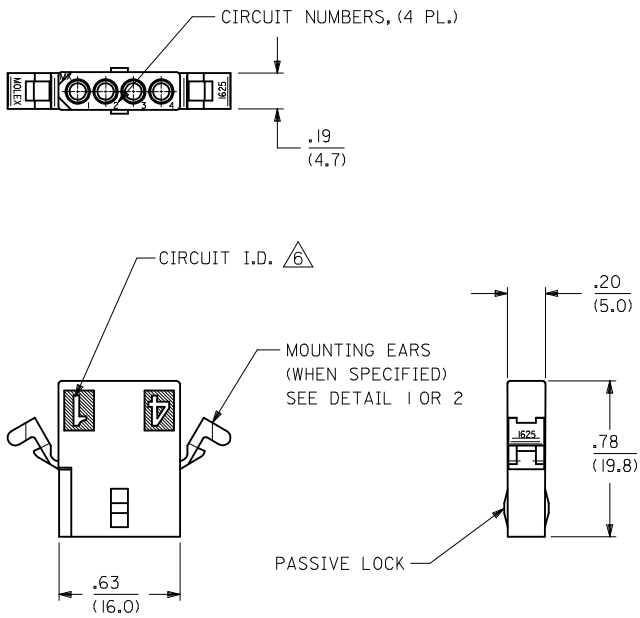 CIRCUIT NUMBERS, (4 PL.)
MOLEX
MX
1 2 3 4
1625
.19
(4.7)
CIRCUIT I.D. 6
.20
(5.0)
MOUNTING EARS
(WHEN SPECIFIED)
SEE DETAIL 1 OR 2
1 4
1625
.78
(19.8)
PASSIVE LOCK
.63
(16.0)